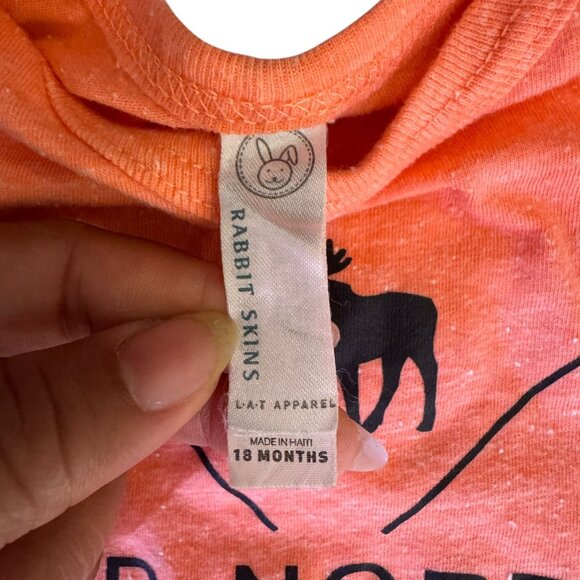 RABBIT SKINS
L·A·T APPAREL
MADE IN HAITI
18 MONTHS